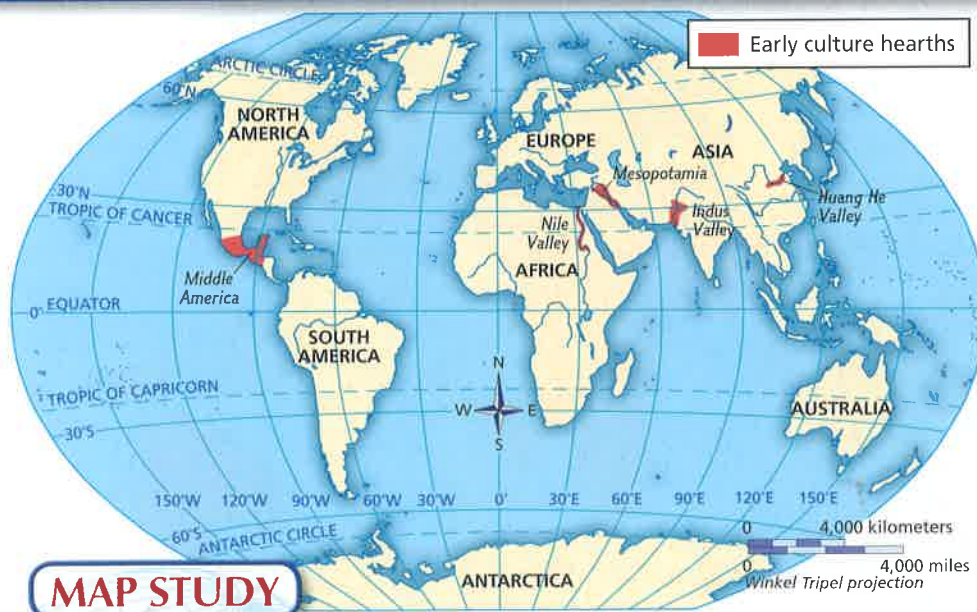 Early culture hearths
ARCTIC CIRCLE
60°N
NORTH
AMERICA
EUROPE
ASIA
Mesopotamia
30°N
TROPIC OF CANCER
Huang He
Valley
Indus
Valley
Nile
Valley
AFRICA
Middle
America
0° EQUATOR
SOUTH
AMERICA
N
W E
S
TROPIC OF CAPRICORN
AUSTRALIA
30°S
150°W 120°W 90°W 60°W 30°W 0° 30°E 60°E 90°E 120°E 150°E
60°S
ANTARCTIC CIRCLE
0 4,000 kilometers
0 4,000 miles
Winkel Tripel projection
ANTARCTICA
MAP STUDY